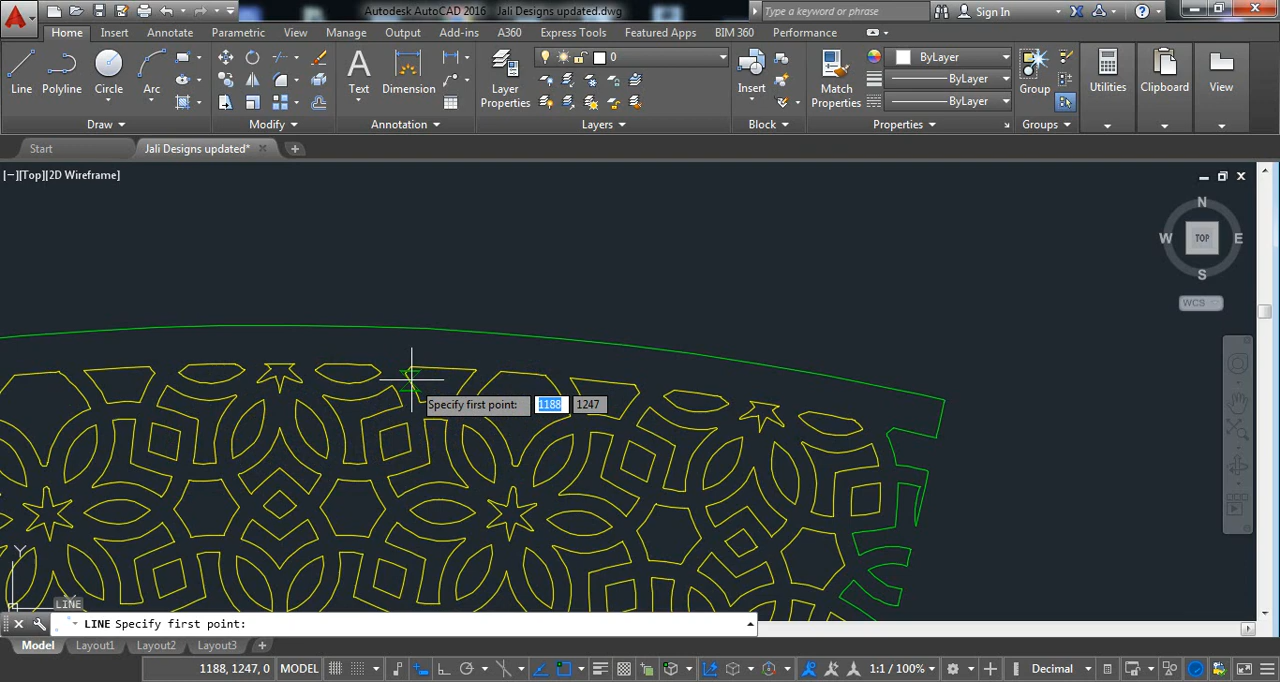 Autodesk AutoCAD 2016 Jali Designs updated.dwg
Type a keyword or phrase
Sign In
Home Insert Annotate Parametric View Manage Output Add-ins A360 Express Tools Featured Apps BIM 360 Performance
Line Polyline Circle Arc Text Dimension Layer Properties 0 Insert Match Properties ByLayer Group Utilities Clipboard View
ByLayer
ByLayer
Draw Modify Annotation Layers Block Properties Groups
Start Jali Designs updated*
[−][Top][2D Wireframe]
N
W TOP E
S
WCS
Specify first point: 1188 1247
Y
X
LINE
LINE Specify first point:
Model Layout1 Layout2 Layout3
1188, 1247, 0 MODEL 1:1 / 100% Decimal